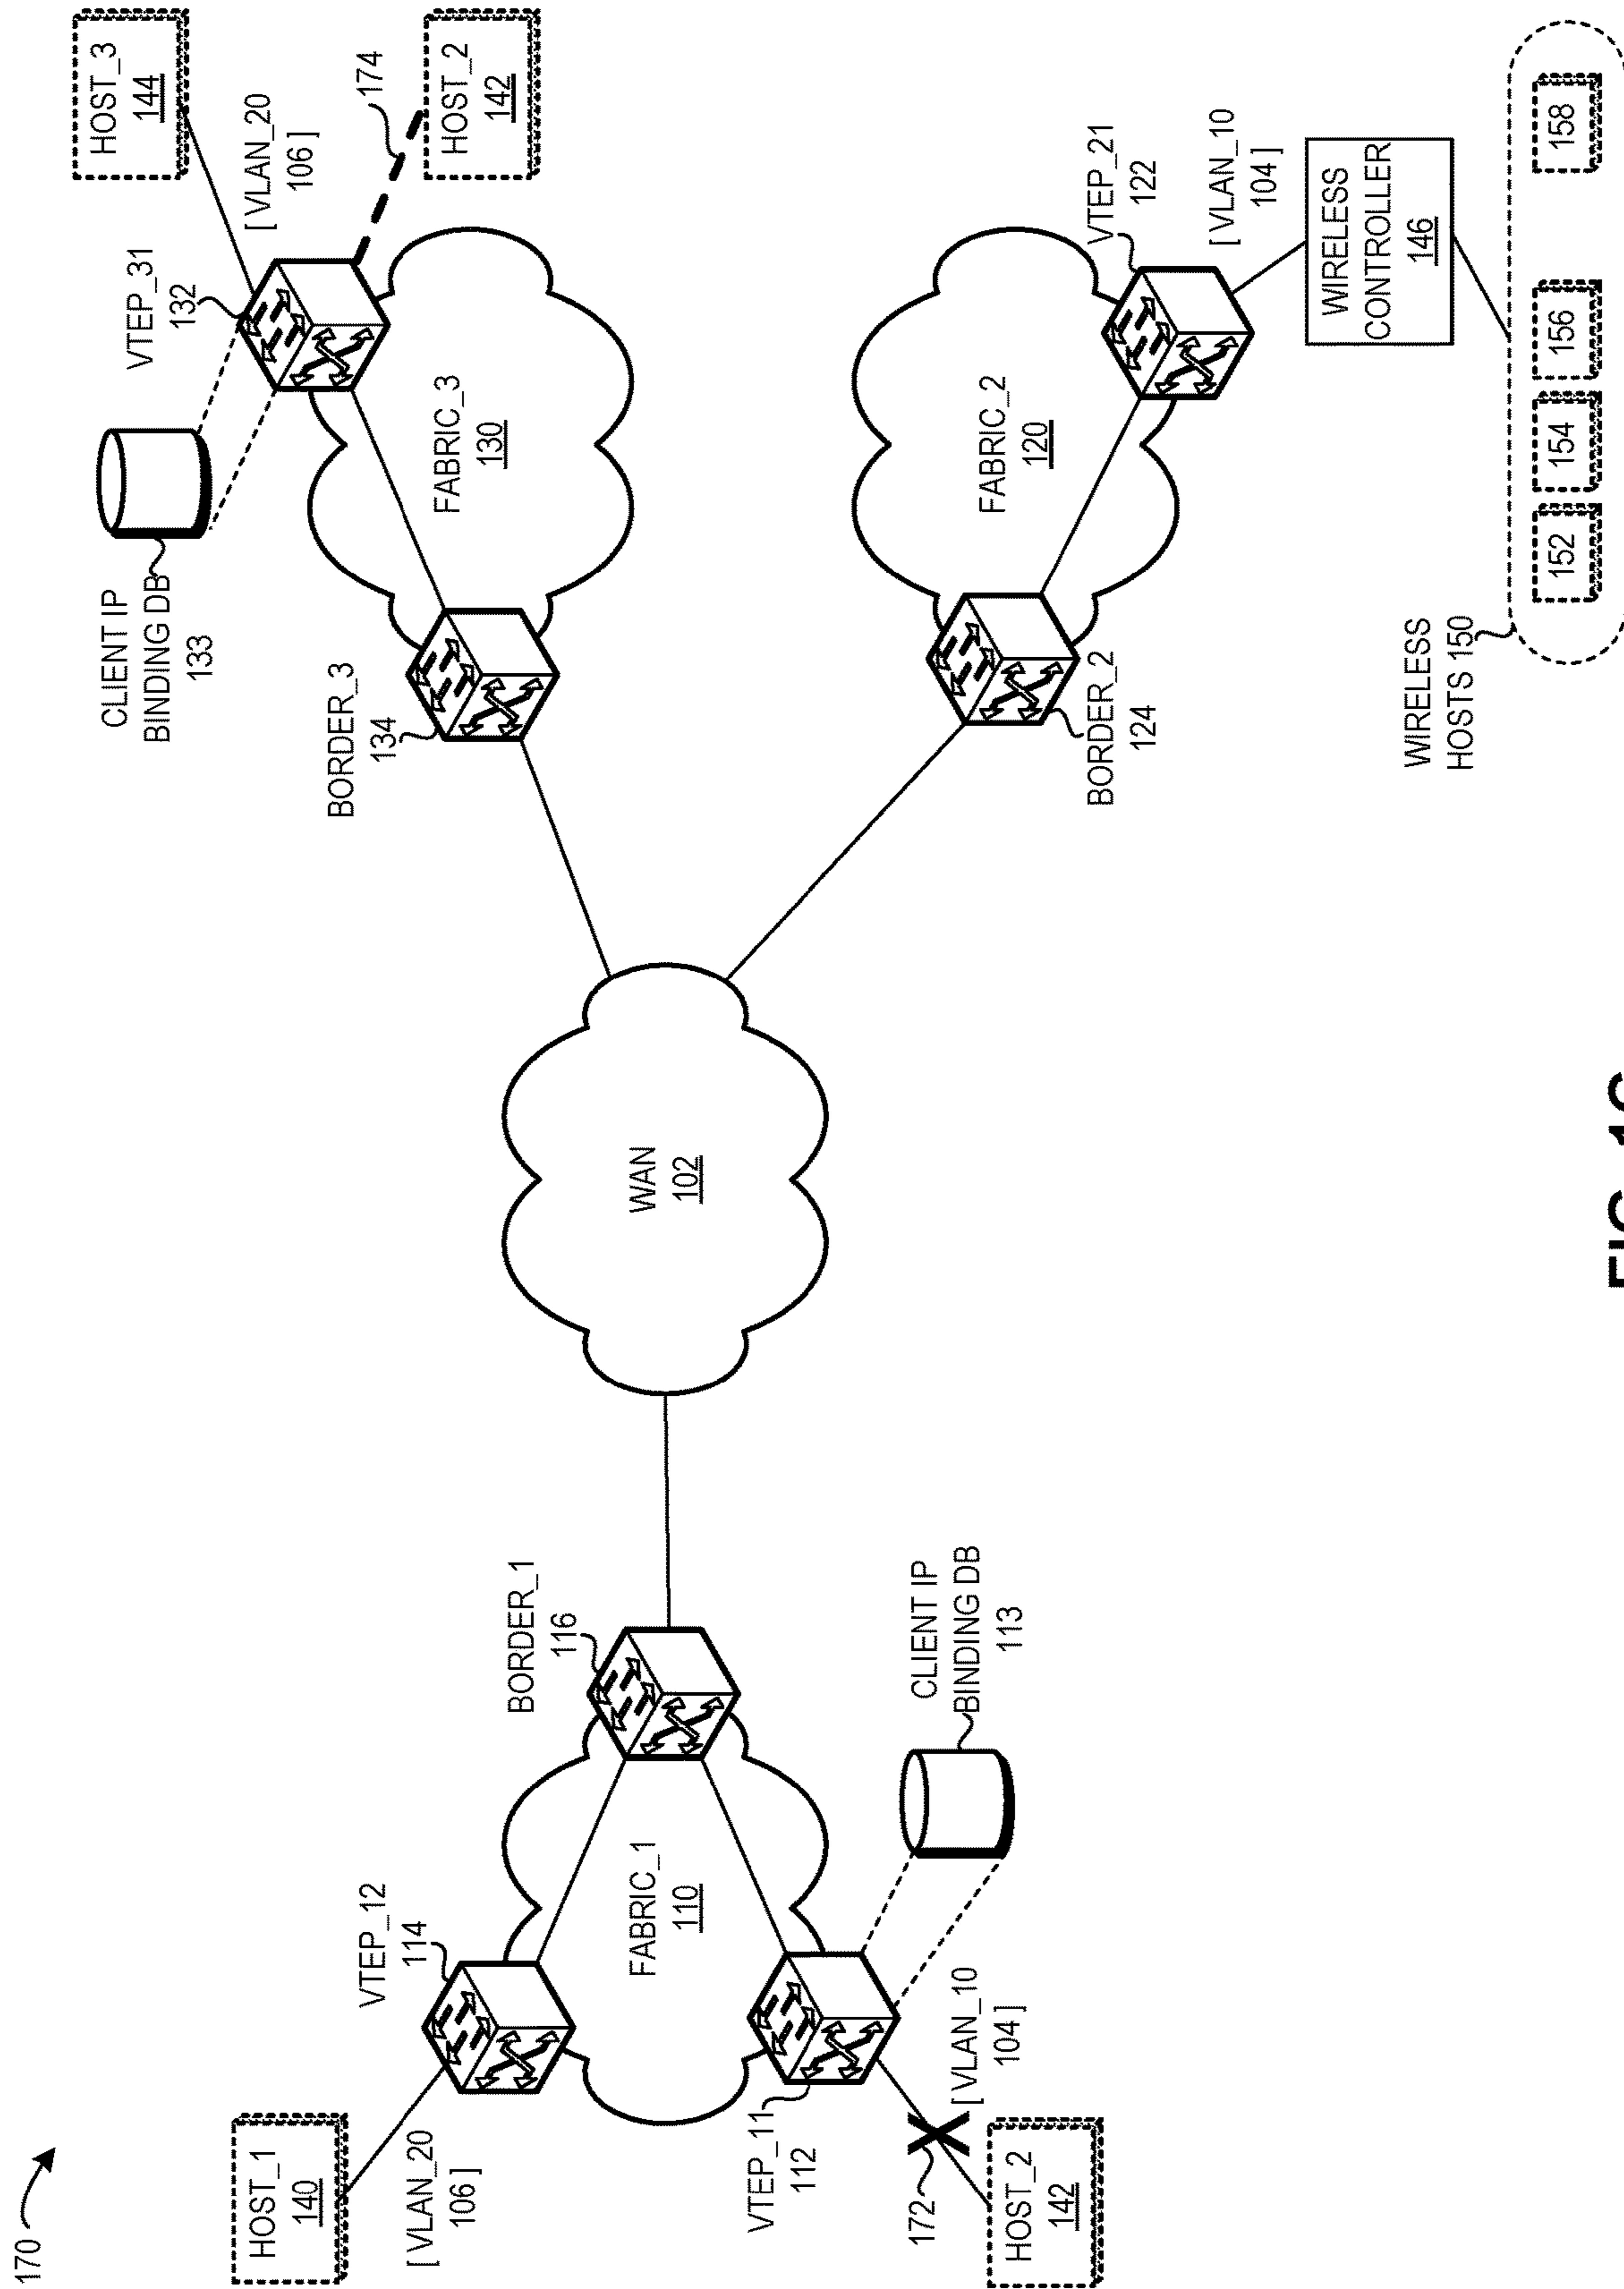 170
HOST_1
140
[ VLAN_20
106 ]
VTEP_12
114
FABRIC_1
110
VTEP_11
112
172
[ VLAN_10
104 ]
HOST_2
142
CLIENT IP
BINDING DB
113
BORDER_1
116
WAN
102
BORDER_3
134
CLIENT IP
BINDING DB
133
FABRIC_3
130
VTEP_31
132
[ VLAN_20
106 ]
HOST_3
144
174
HOST_2
142
BORDER_2
124
FABRIC_2
120
VTEP_21
122
[ VLAN_10
104 ]
WIRELESS
CONTROLLER
146
WIRELESS
HOSTS 150
152
154
156
158
FIG.